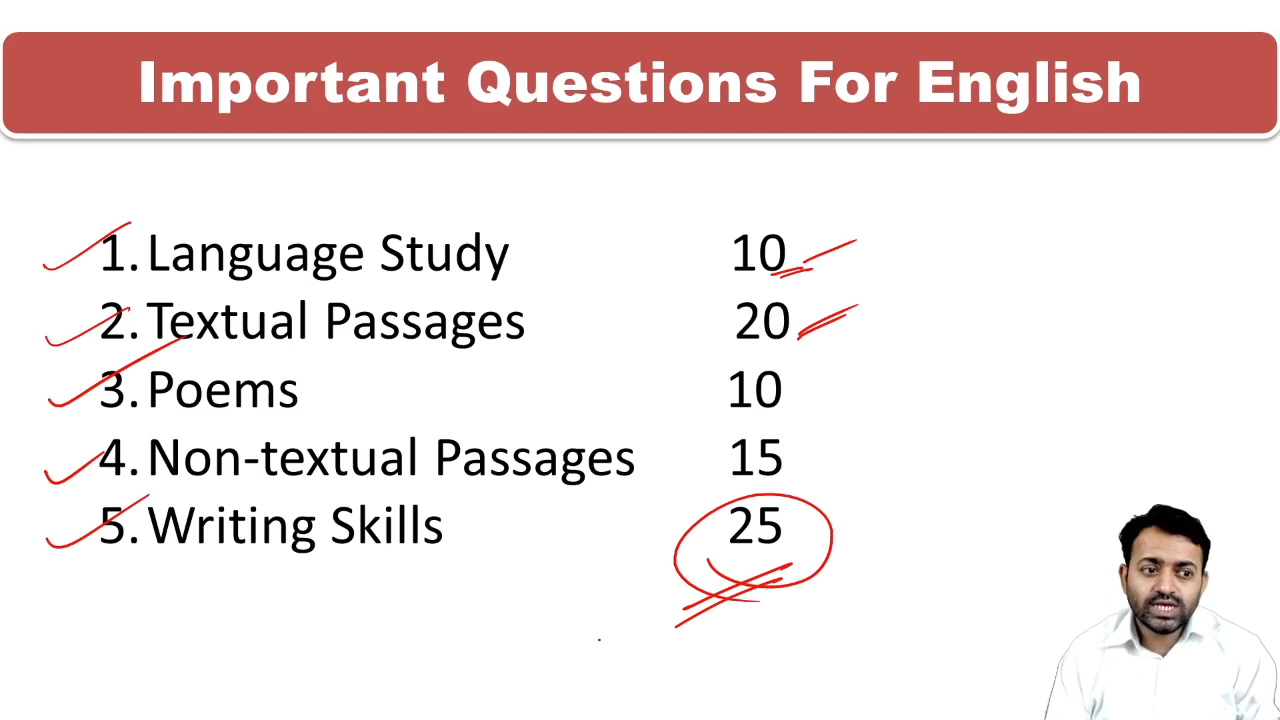 Important Questions For English
1. Language Study 10
2. Textual Passages 20
3. Poems 10
4. Non-textual Passages 15
5. Writing Skills 25